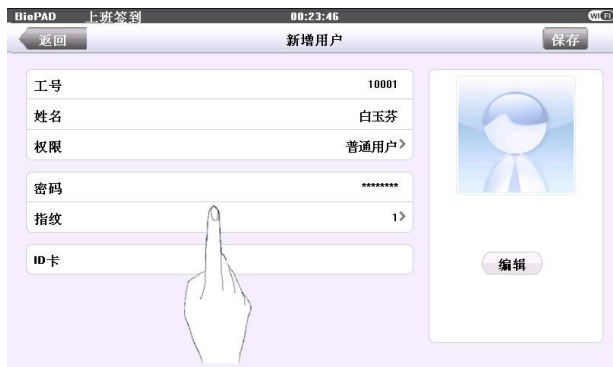 BioPAD 上班签到 00:23:46 WIFI
返回 新增用户 保存
工号 10001
姓名 白玉芬
权限 普通用户>
密码 ********
指纹 1>
ID卡
编辑